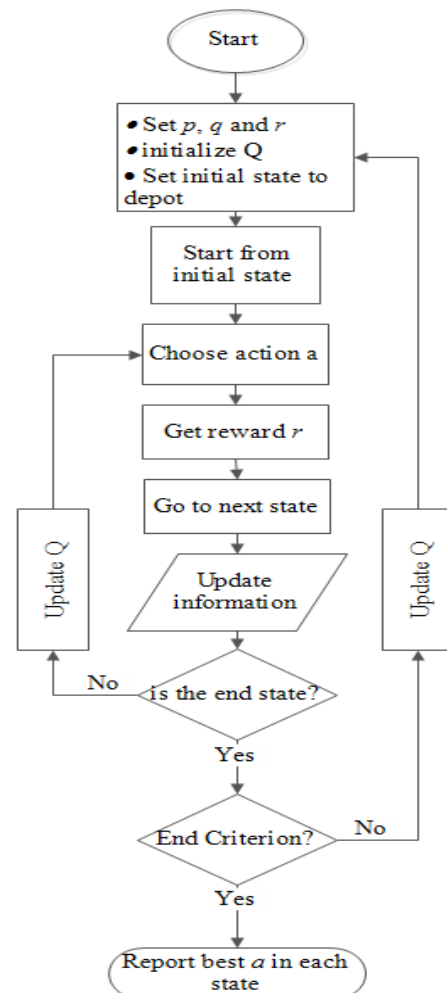 Start
• Set p, q and r
• initialize Q
• Set initial state to
depot
Start from
initial state
Choose action a
Get reward r
Go to next state
Update Q
Update Q
Update
information
No
is the end state?
Yes
End Criterion?
No
Yes
Report best a in each
state